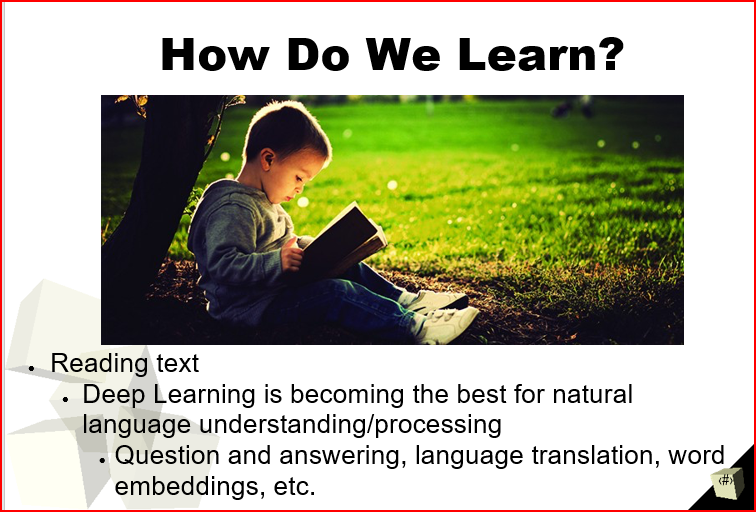 How Do We Learn?
• Reading text
• Deep Learning is becoming the best for natural
language understanding/processing
• Question and answering, language translation, word
embeddings, etc.
‹#›